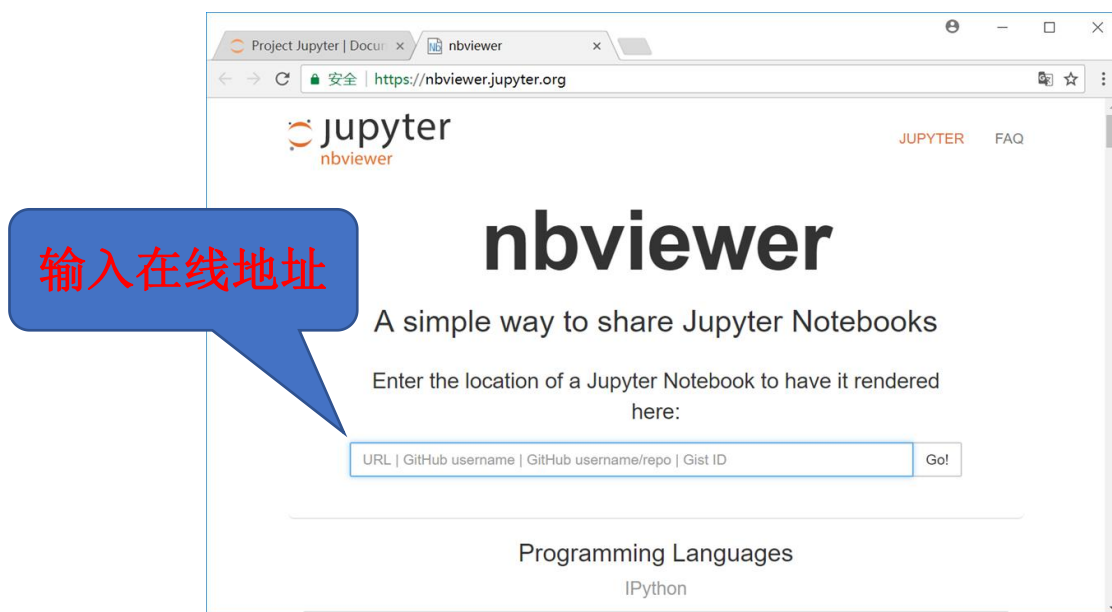 Project Jupyter | Docum
nbviewer
安全 | https://nbviewer.jupyter.org
jupyter
nbviewer
JUPYTER FAQ
输入在线地址
nbviewer
A simple way to share Jupyter Notebooks
Enter the location of a Jupyter Notebook to have it rendered
here:
URL | GitHub username | GitHub username/repo | Gist ID
Go!
Programming Languages
IPython